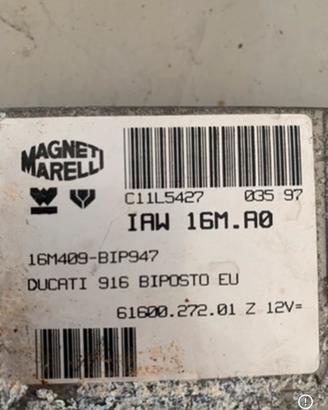 MAGNETI
MARELLI
C11L5427 035 97
IAW 16M.A0
16M409-BIP947
DUCATI 916 BIPOSTO EU
61600.272.01 Z 12V=